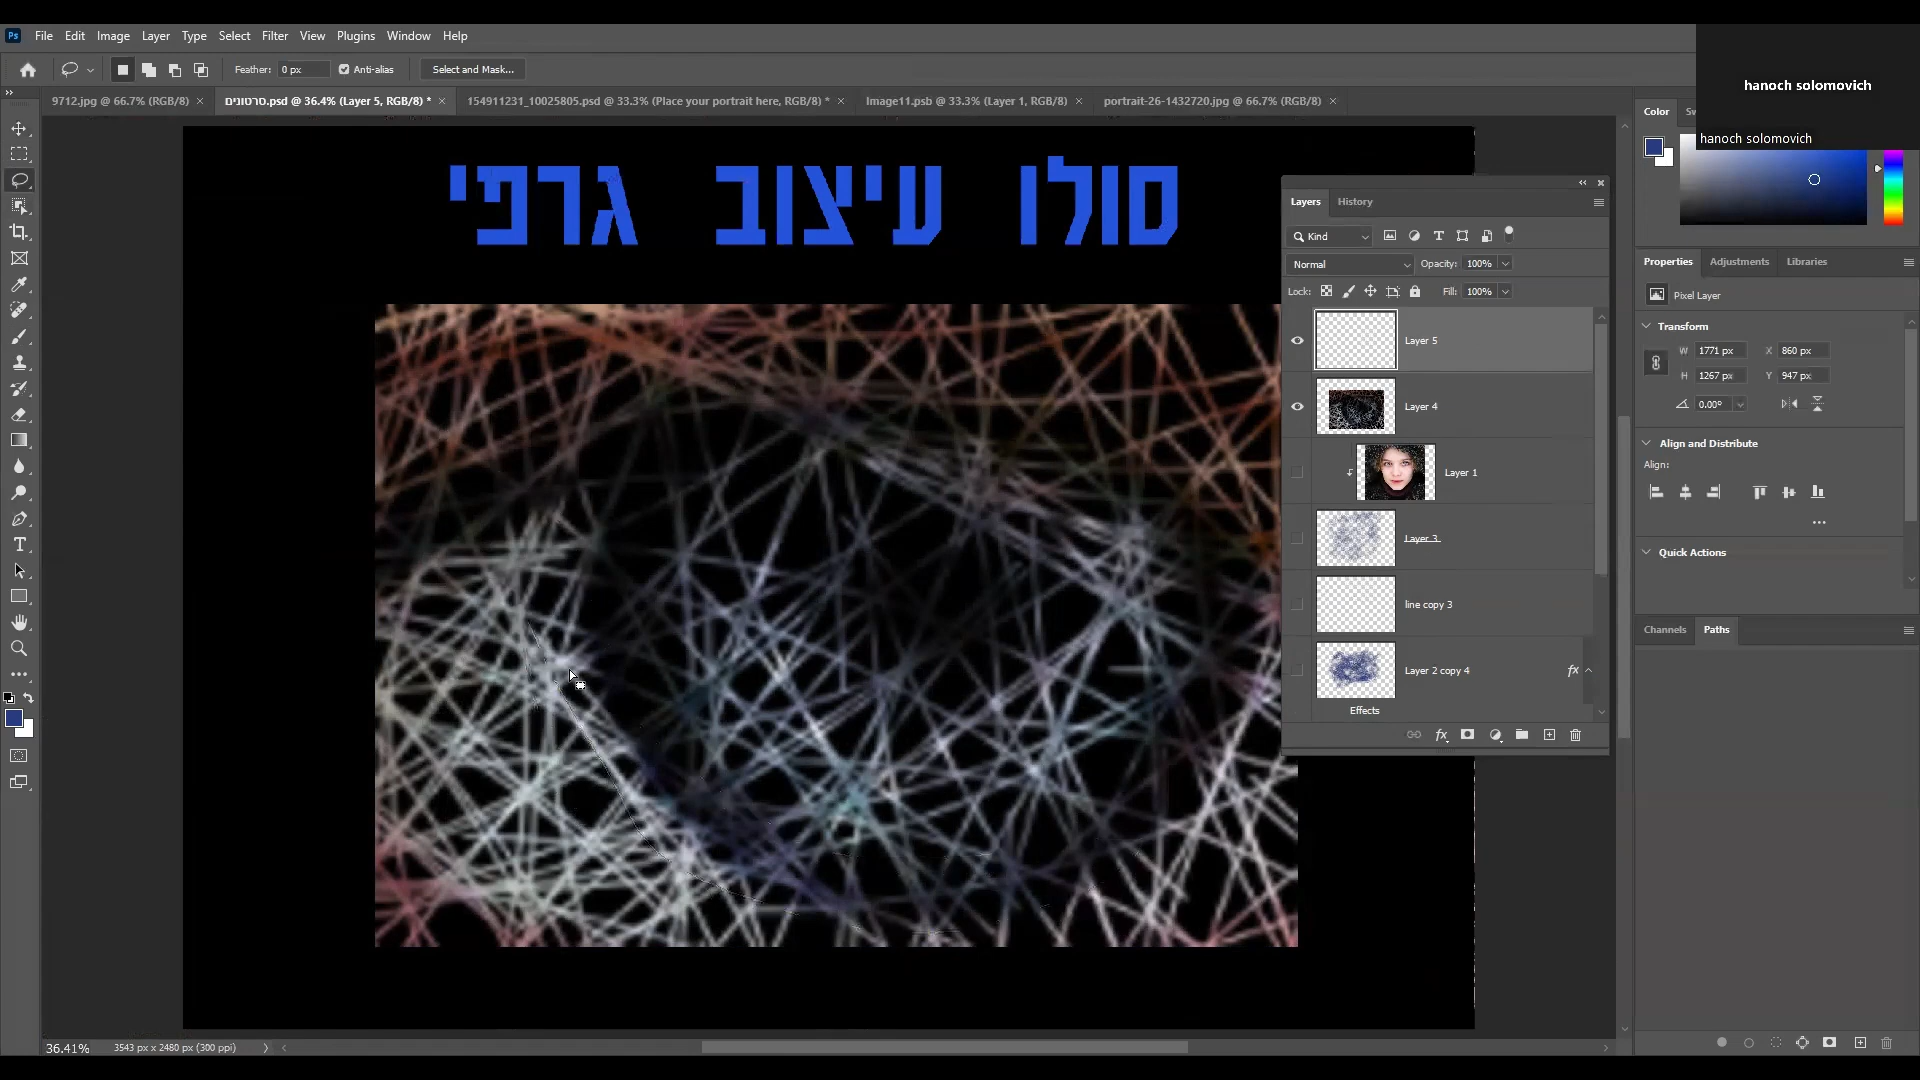 Ps File Edit Image Layer Type Select Filter View Plugins Window Help
hanoch solomovich
hanoch solomovich
Feather: 0 px Anti-alias Select and Mask...
9712.jpg @ 66.7% (RGB/8) ×
סרטונים.psd @ 36.4% (Layer 5, RGB/8) * ×
154911231_10025805.psd @ 33.3% (Place your portrait here, RGB/8) * ×
Image11.psb @ 33.3% (Layer 1, RGB/8) ×
portrait-26-1432720.jpg @ 66.7% (RGB/8) ×
סולו עיצוב גרפי
Layers History
Kind
Normal Opacity: 100%
Lock: Fill: 100%
Layer 5
Layer 4
Layer 1
Layer 3
line copy 3
Layer 2 copy 4 fx
Effects
Color
Properties Adjustments Libraries
Pixel Layer
Transform
W 1771 px X 860 px
H 1267 px Y 947 px
0.00°
Align and Distribute
Align:
Quick Actions
Channels Paths
36.41% 3543 px x 2480 px (300 ppi)